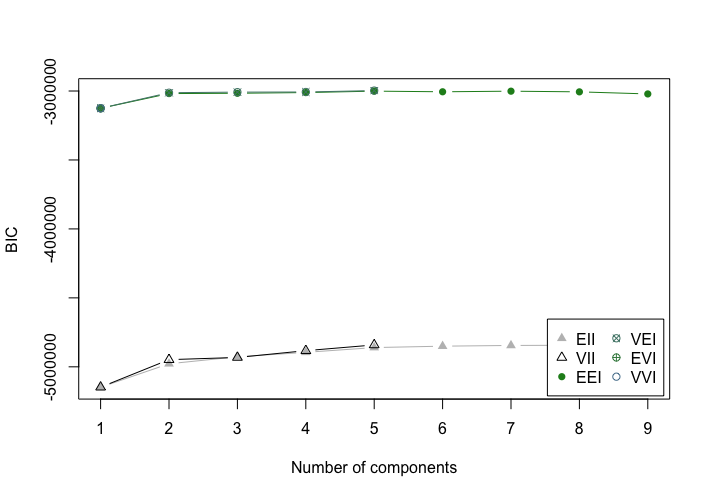 -3000000
-4000000
-5000000
BIC
EII VEI
VII EVI
EEI VVI
1 2 3 4 5 6 7 8 9
Number of components